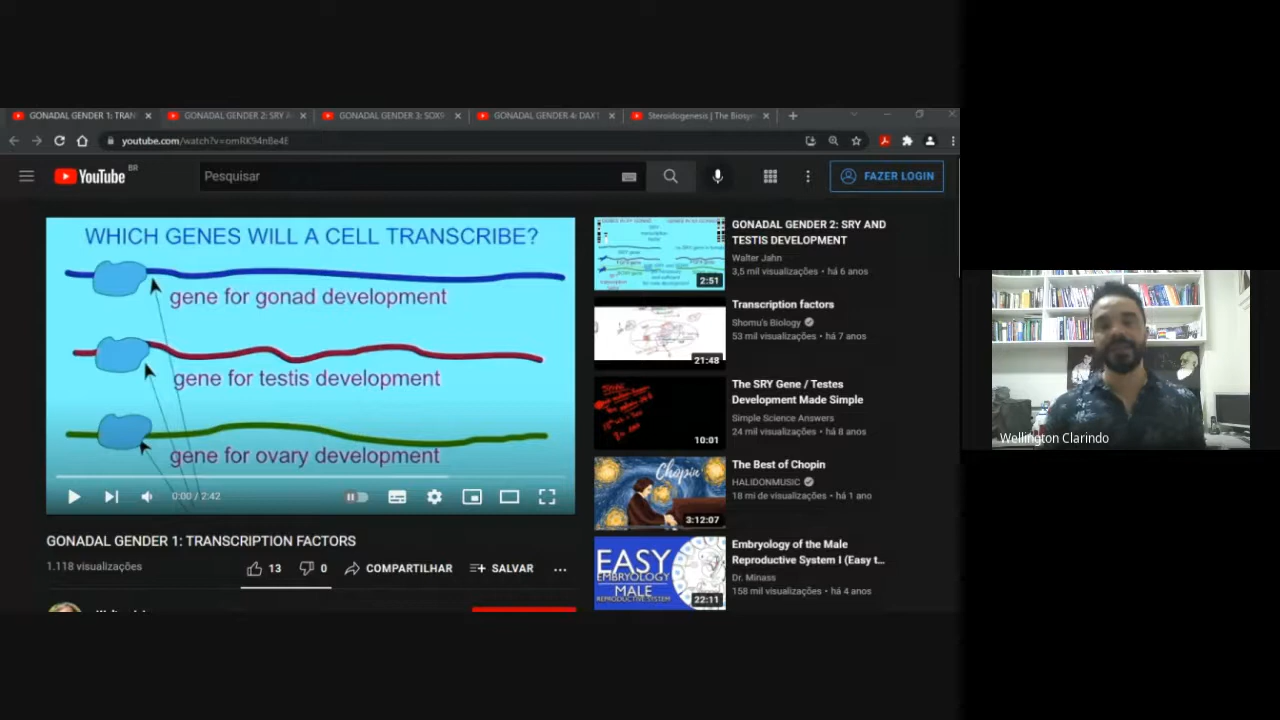 GONADAL GENDER 1: TRAN
GONADAL GENDER 2: SRY A
GONADAL GENDER 3: SOX9
GONADAL GENDER 4: DAX1
Steroidogenesis | The Biosyn
youtube.com/watch?v=omRK94nBe4E
YouTube BR
Pesquisar
FAZER LOGIN
WHICH GENES WILL A CELL TRANSCRIBE?
gene for gonad development
gene for testis development
gene for ovary development
0:00 / 2:42
GONADAL GENDER 1: TRANSCRIPTION FACTORS
1.118 visualizações
13
0
COMPARTILHAR
SALVAR
2:51
GONADAL GENDER 2: SRY AND
TESTIS DEVELOPMENT
Walter Jahn
3,5 mil visualizações • há 6 anos
21:48
Transcription factors
Shomu's Biology
53 mil visualizações • há 7 anos
10:01
The SRY Gene / Testes
Development Made Simple
Simple Science Answers
24 mil visualizações • há 8 anos
Chopin
3:12:07
The Best of Chopin
HALIDONMUSIC
18 mi de visualizações • há 1 ano
EASY
EMBRYOLOGY
MALE
REPRODUCTIVE SYSTEM
22:11
Embryology of the Male
Reproductive System I (Easy t...
Dr. Minass
158 mil visualizações • há 4 anos
Wellington Clarindo